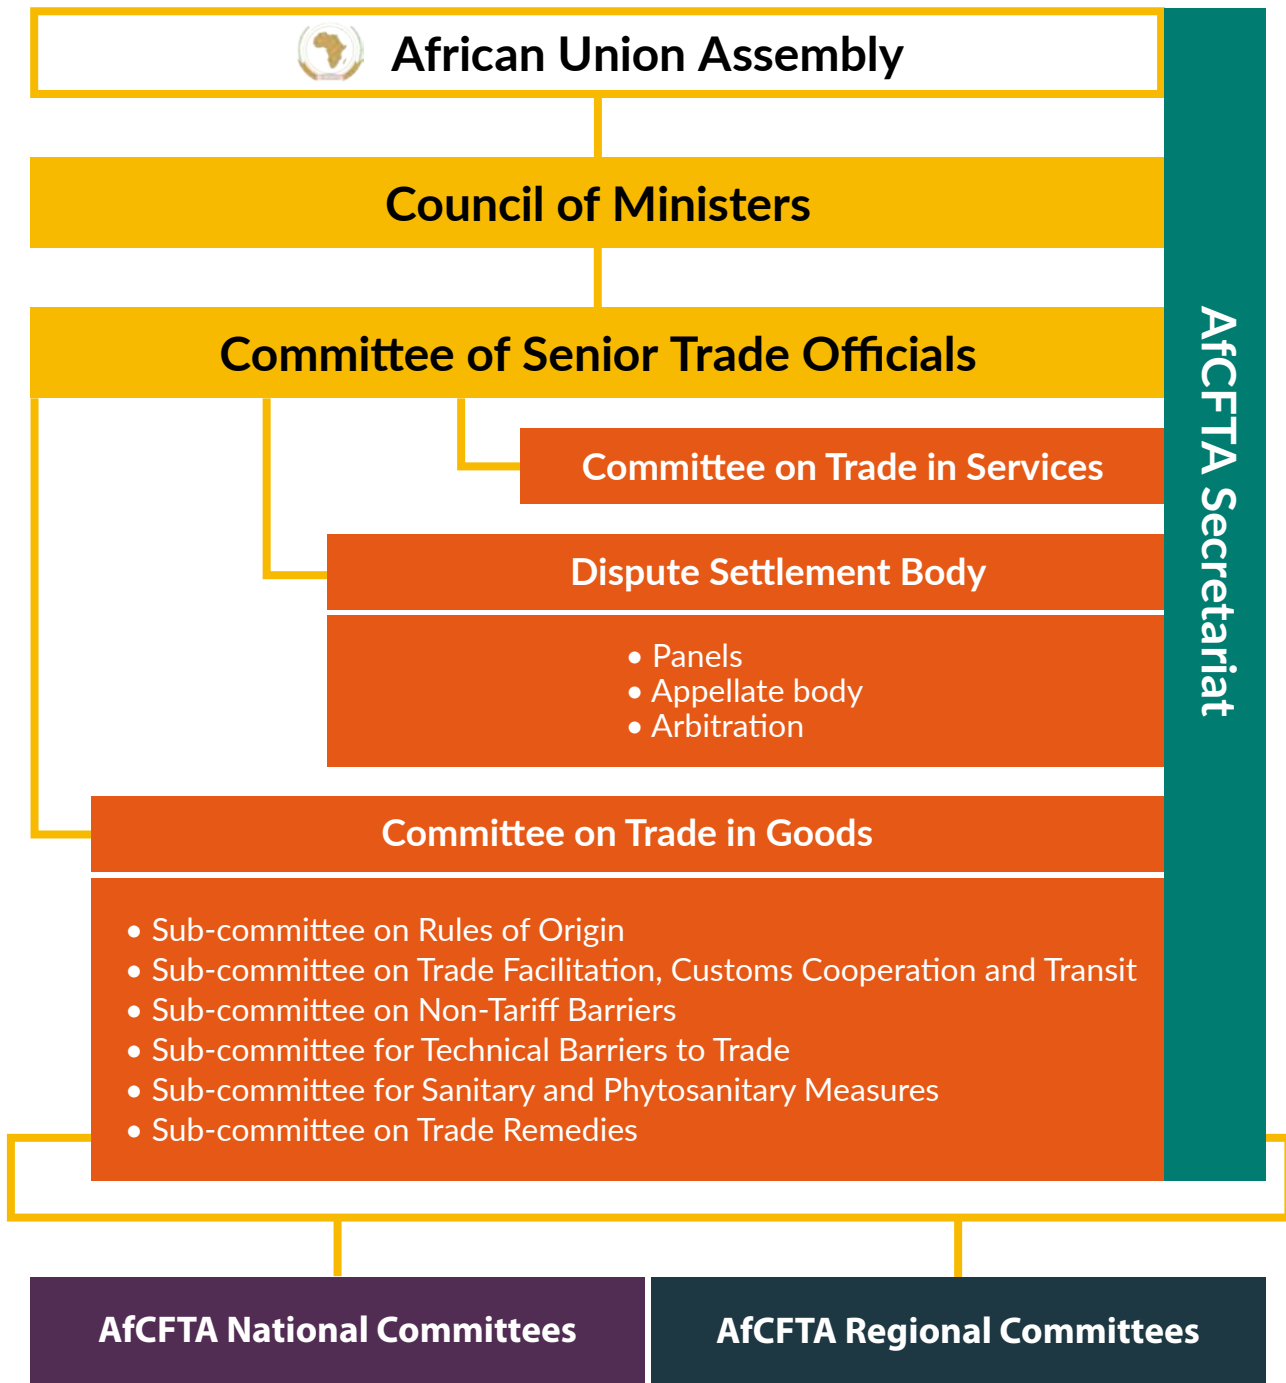 African Union Assembly
Council of Ministers
Committee of Senior Trade Officials
Committee on Trade in Services
Dispute Settlement Body
• Panels
• Appellate body
• Arbitration
Committee on Trade in Goods
• Sub-committee on Rules of Origin
• Sub-committee on Trade Facilitation, Customs Cooperation and Transit
• Sub-committee on Non-Tariff Barriers
• Sub-committee for Technical Barriers to Trade
• Sub-committee for Sanitary and Phytosanitary Measures
• Sub-committee on Trade Remedies
AfCFTA Secretariat
AfCFTA National Committees
AfCFTA Regional Committees